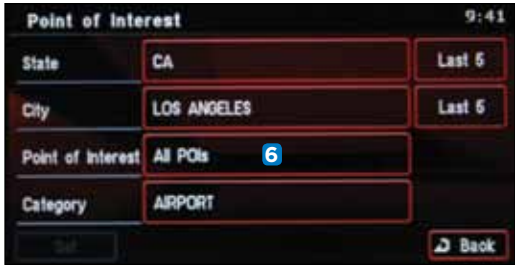 Point of Interest 9:41
State CA Last 5
City LOS ANGELES Last 5
Point of Interest All POIs 6
Category AIRPORT
Set
Back